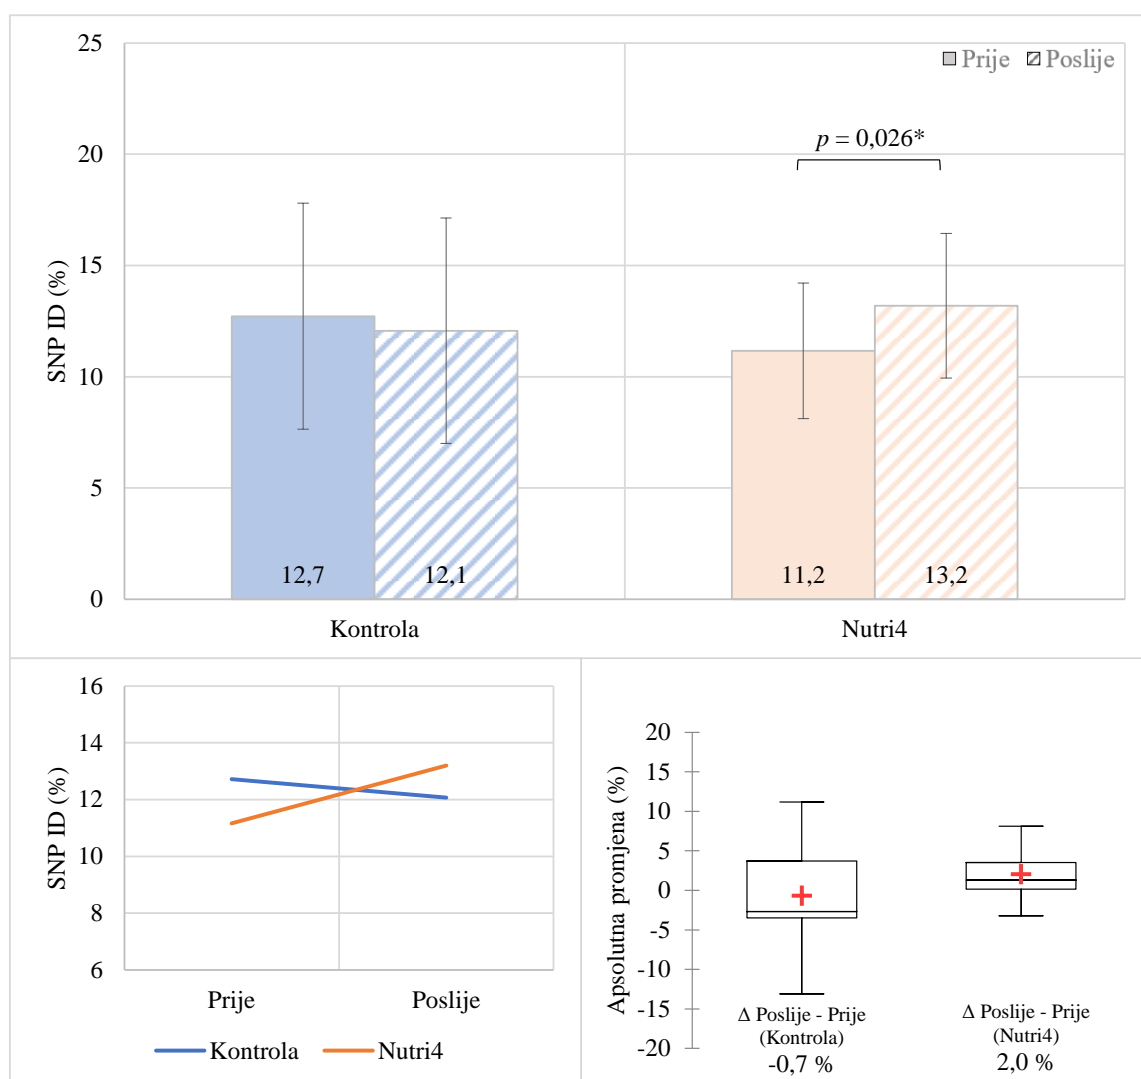 25
Prije Poslije
20
p = 0,026*
15
SNP ID (%)
10
5
12,7 12,1 11,2 13,2
0
Kontrola Nutri4
16
14
12
SNP ID (%)
10
8
6
Prije Poslije
Kontrola Nutri4
20
15
10
5
0
Apsolutna promjena (%)
-5
-10
-15
-20
Δ Poslije - Prije
(Kontrola)
-0,7 %
Δ Poslije - Prije
(Nutri4)
2,0 %